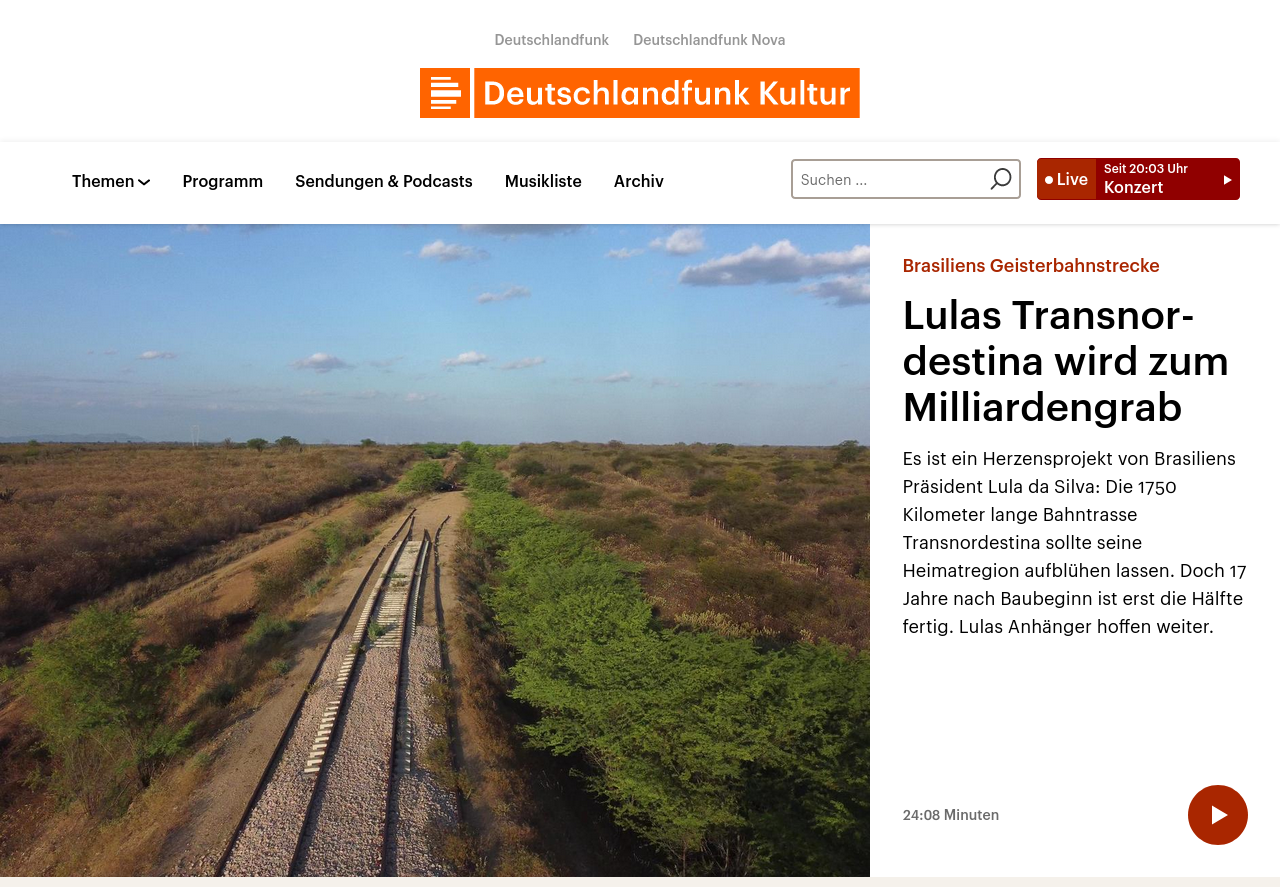 Deutschlandfunk Deutschlandfunk Nova
Deutschlandfunk Kultur
Themen Programm Sendungen & Podcasts Musikliste Archiv
Suchen ...
Live
Seit 20:03 Uhr
Konzert
Brasiliens Geisterbahnstrecke
Lulas Transnor-
destina wird zum
Milliardengrab
Es ist ein Herzensprojekt von Brasiliens
Präsident Lula da Silva: Die 1750
Kilometer lange Bahntrasse
Transnordestina sollte seine
Heimatregion aufblühen lassen. Doch 17
Jahre nach Baubeginn ist erst die Hälfte
fertig. Lulas Anhänger hoffen weiter.
24:08 Minuten